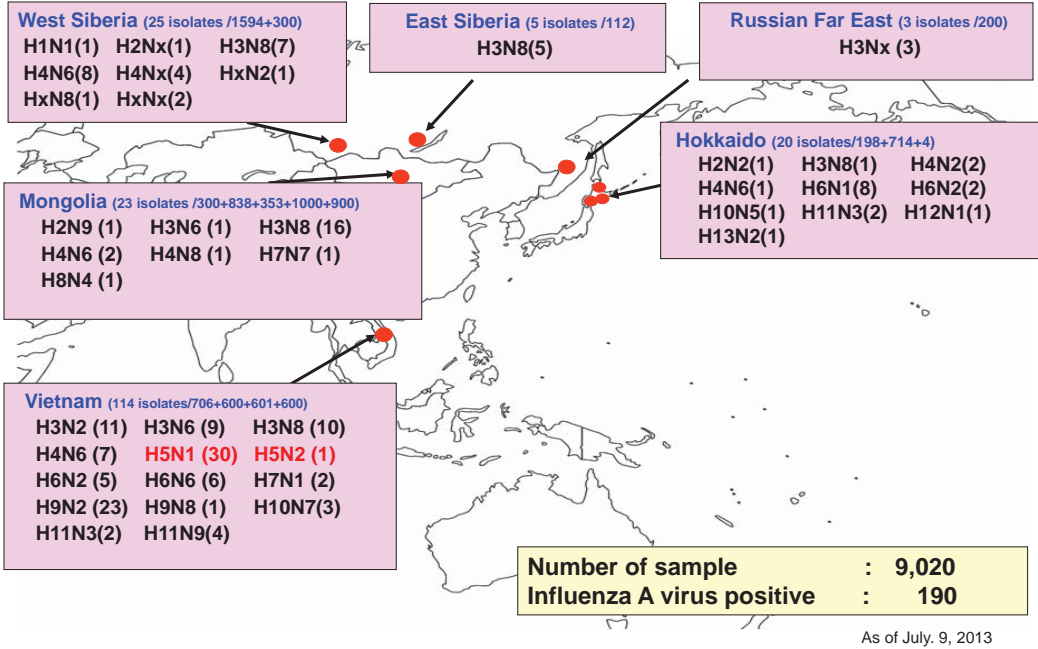 West Siberia (25 isolates /1594+300)
H1N1(1) H2Nx(1) H3N8(7)
H4N6(8) H4Nx(4) HxN2(1)
HxN8(1) HxNx(2)
East Siberia (5 isolates /112)
H3N8(5)
Russian Far East (3 isolates /200)
H3Nx (3)
Hokkaido (20 isolates/198+714+4)
H2N2(1) H3N8(1) H4N2(2)
H4N6(1) H6N1(8) H6N2(2)
H10N5(1) H11N3(2) H12N1(1)
H13N2(1)
Mongolia (23 isolates /300+838+353+1000+900)
H2N9 (1) H3N6 (1) H3N8 (16)
H4N6 (2) H4N8 (1) H7N7 (1)
H8N4 (1)
Vietnam (114 isolates/706+600+601+600)
H3N2 (11) H3N6 (9) H3N8 (10)
H4N6 (7) H5N1 (30) H5N2 (1)
H6N2 (5) H6N6 (6) H7N1 (2)
H9N2 (23) H9N8 (1) H10N7(3)
H11N3(2) H11N9(4)
Number of sample : 9,020
Influenza A virus positive : 190
As of July. 9, 2013